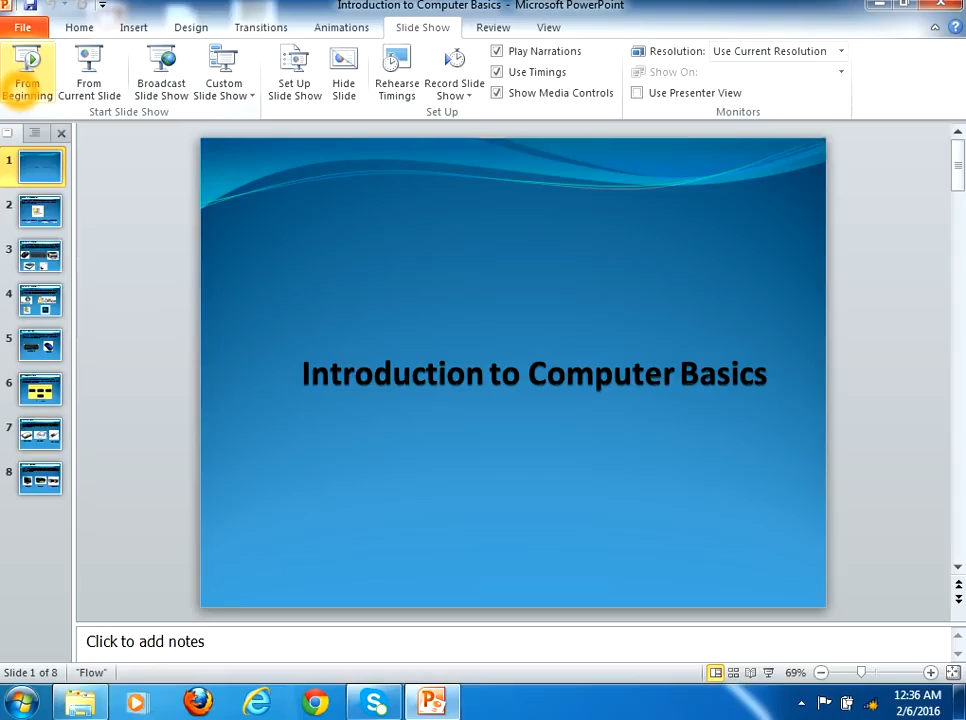 Introduction to Computer Basics - Microsoft PowerPoint
File Home Insert Design Transitions Animations Slide Show Review View
From Beginning
From Current Slide
Broadcast Slide Show
Custom Slide Show
Start Slide Show
Set Up Slide Show
Hide Slide
Rehearse Timings
Record Slide Show
Play Narrations
Use Timings
Show Media Controls
Set Up
Resolution: Use Current Resolution
Show On:
Use Presenter View
Monitors
1
2
3
4
5
6
7
8
Introduction to Computer Basics
Click to add notes
Slide 1 of 8 "Flow" 69%
12:36 AM
2/6/2016